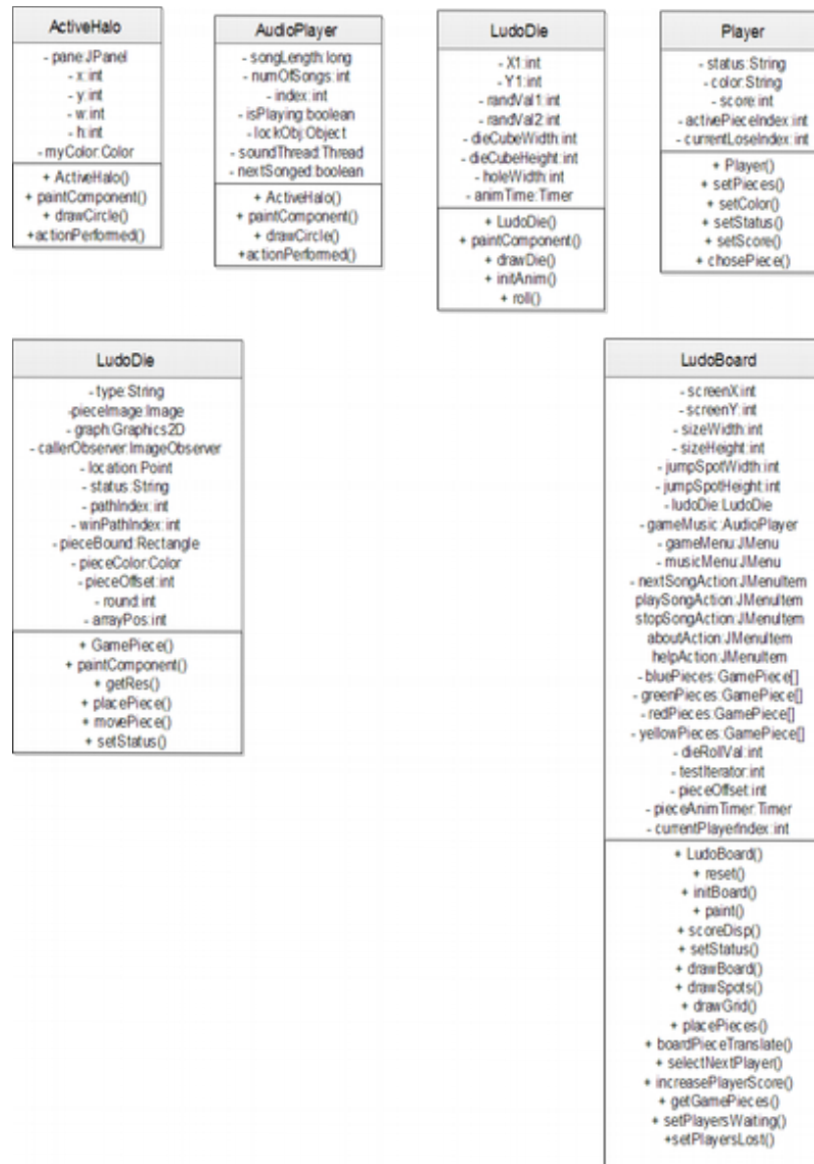 ActiveHalo
- pane:JPanel
- x:int
- y:int
- w:int
- h:int
- myColor:Color
+ ActiveHalo()
+ paintComponent()
+ drawCircle()
+actionPerformed()
AudioPlayer
- songLength:long
- numOfSongs:int
- index:int
- isPlaying:boolean
- lockObj:Object
- soundThread:Thread
- nextSonged:boolean
+ ActiveHalo()
+ paintComponent()
+ drawCircle()
+actionPerformed()
LudoDie
- X1:int
- Y1:int
- randVal1:int
- randVal2:int
- dieCubeWidth:int
- dieCubeHeight:int
- holeWidth:int
- animTime:Timer
+ LudoDie()
+ paintComponent()
+ drawDie()
+ initAnim()
+ roll()
Player
- status:String
- color:String
- score:int
- activePieceIndex:int
- currentLoseIndex:int
+ Player()
+ setPieces()
+ setColor()
+ setStatus()
+ setScore()
+ chosePiece()
LudoDie
- type:String
-pieceImage:Image
- graph:Graphics2D
- callerObserver:ImageObserver
- location:Point
- status:String
- pathIndex:int
- winPathIndex:int
- pieceBound:Rectangle
- pieceColor:Color
- pieceOffset:int
- round:int
- arrayPos:int
+ GamePiece()
+ paintComponent()
+ getRes()
+ placePiece()
+ movePiece()
+ setStatus()
LudoBoard
- screenX:int
- screenY:int
- sizeWidth:int
- sizeHeight:int
- jumpSpotWidth:int
- jumpSpotHeight:int
- ludoDie:LudoDie
- gameMusic:AudioPlayer
- gameMenu:JMenu
- musicMenu:JMenu
- nextSongAction:JMenuItem
playSongAction:JMenuItem
stopSongAction:JMenuItem
aboutAction:JMenuItem
helpAction:JMenuItem
- bluePieces:GamePiece[]
- greenPieces:GamePiece[]
- redPieces:GamePiece[]
- yellowPieces:GamePiece[]
- dieRollVal:int
- testIterator:int
- pieceOffset:int
- pieceAnimTimer:Timer
- currentPlayerIndex:int
+ LudoBoard()
+ reset()
+ initBoard()
+ paint()
+ scoreDisp()
+ setStatus()
+ drawBoard()
+ drawSpots()
+ drawGrid()
+ placePieces()
+ boardPieceTranslate()
+ selectNextPlayer()
+ increasePlayerScore()
+ getGamePieces()
+ setPlayersWaiting()
+setPlayersLost()